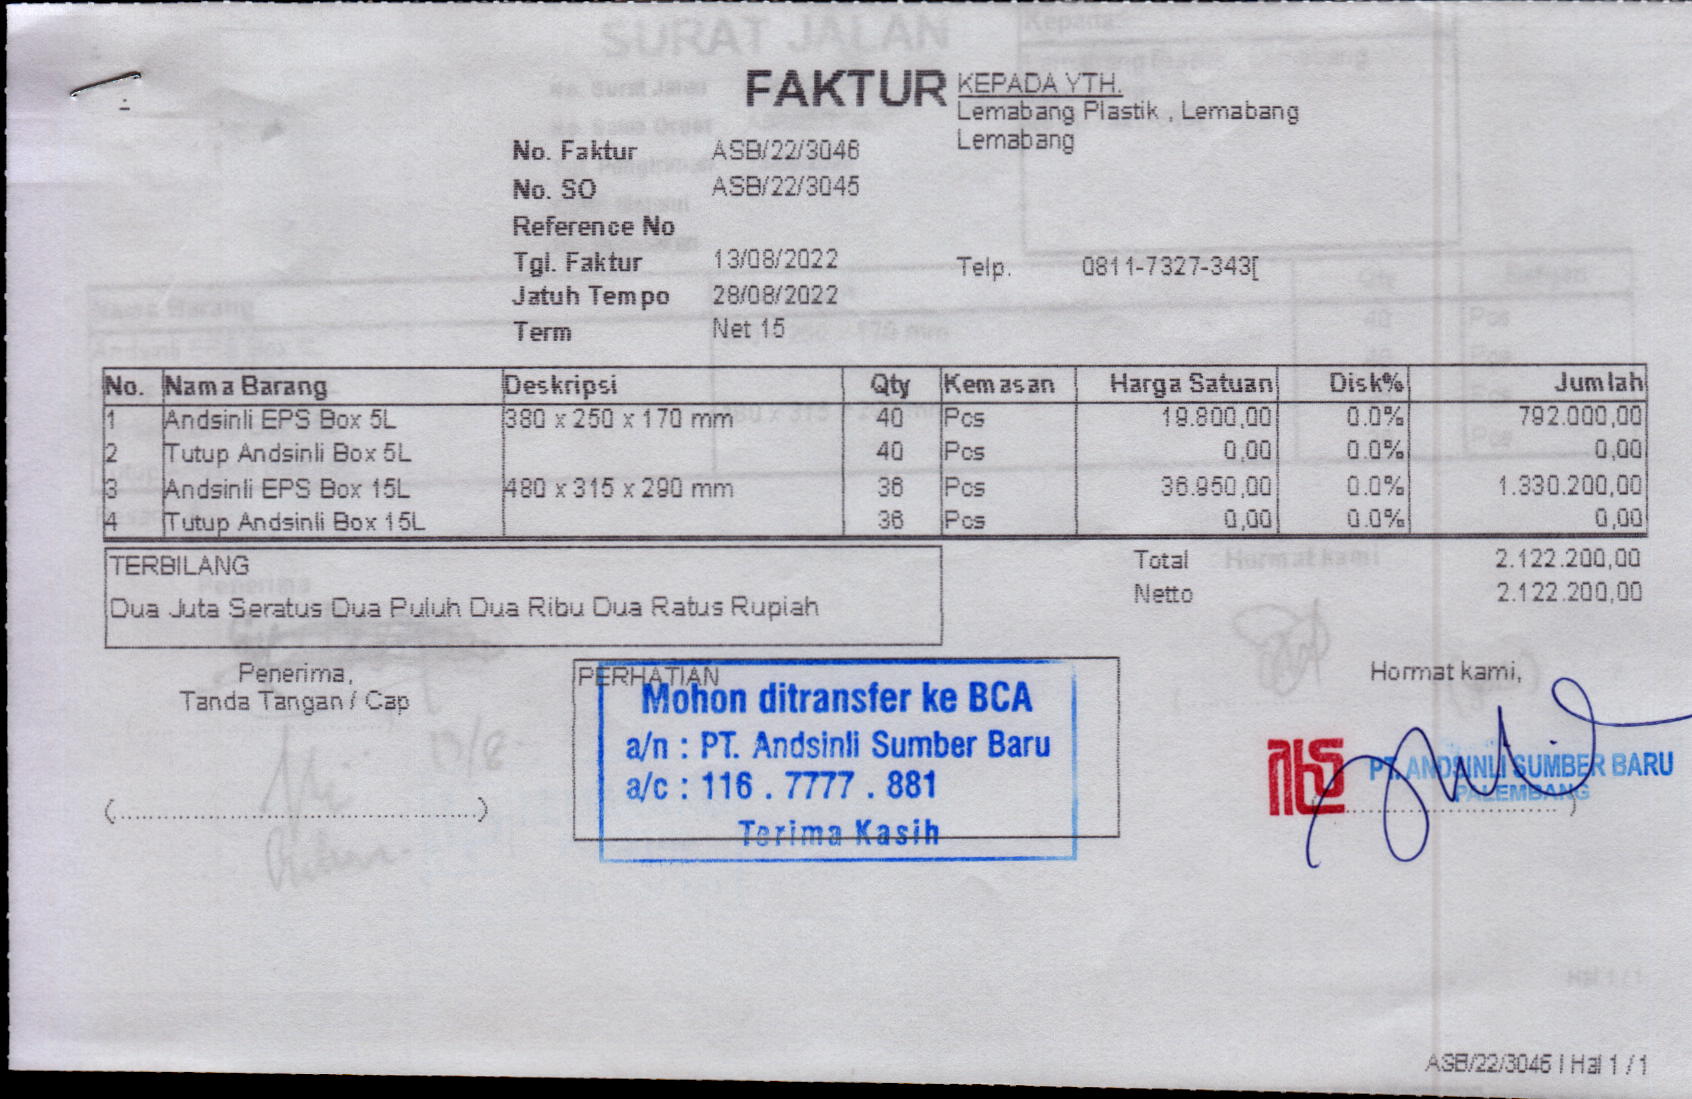 SURAT JALAN
Kepada
FAKTUR
KEPADA YTH.
Lemabang Plastik , Lemabang
Lemabang
No. Faktur ASB/22/3046
No. SO ASB/22/3045
Reference No
Tgl. Faktur 13/08/2022
Telp. 0811-7327-343[
Jatuh Tempo 28/08/2022
Term Net 15
No. Nama Barang Deskripsi Qty Kemasan Harga Satuan Disk% Jumlah
1 Andsinli EPS Box 5L 380 x 250 x 170 mm 40 Pcs 19.800,00 0.0% 792.000,00
2 Tutup Andsinli Box 5L 40 Pcs 0,00 0.0% 0,00
3 Andsinli EPS Box 15L 480 x 315 x 290 mm 36 Pcs 36.950,00 0.0% 1.330.200,00
4 Tutup Andsinli Box 15L 36 Pcs 0,00 0.0% 0,00
TERBILANG
Dua Juta Seratus Dua Puluh Dua Ribu Dua Ratus Rupiah
Total 2.122.200,00
Netto 2.122.200,00
Penerima,
Tanda Tangan / Cap
(..........................................)
PERHATIAN
Mohon ditransfer ke BCA
a/n : PT. Andsinli Sumber Baru
a/c : 116 . 7777 . 881
Terima Kasih
Hormat kami,
PT. ANDSINLI SUMBER BARU
PALEMBANG
13/8
ASB/22/3046 / Hal 1 / 1